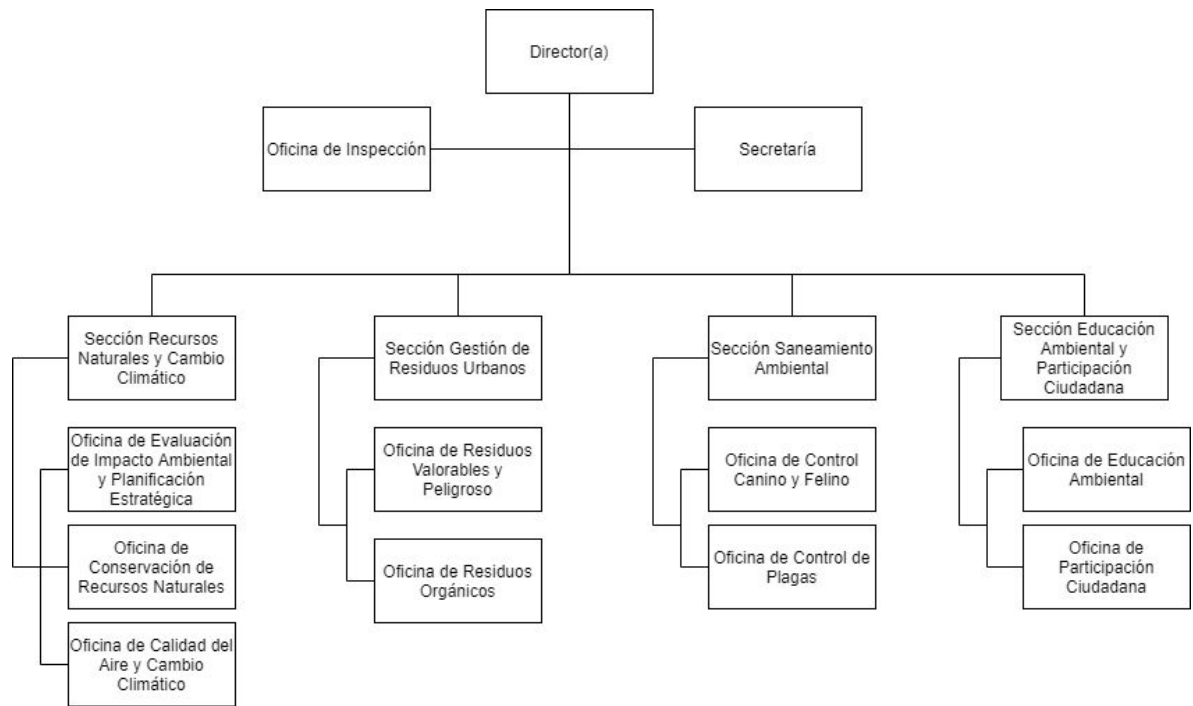 Director(a)
Oficina de Inspección
Secretaría
Sección Recursos
Naturales y Cambio
Climático
Sección Gestión de
Residuos Urbanos
Sección Saneamiento
Ambiental
Sección Educación
Ambiental y
Participación
Ciudadana
Oficina de Evaluación
de Impacto Ambiental
y Planificación
Estratégica
Oficina de Residuos
Valorables y
Peligroso
Oficina de Control
Canino y Felino
Oficina de Educación
Ambiental
Oficina de
Conservación de
Recursos Naturales
Oficina de Residuos
Orgánicos
Oficina de Control de
Plagas
Oficina de
Participación
Ciudadana
Oficina de Calidad del
Aire y Cambio
Climático